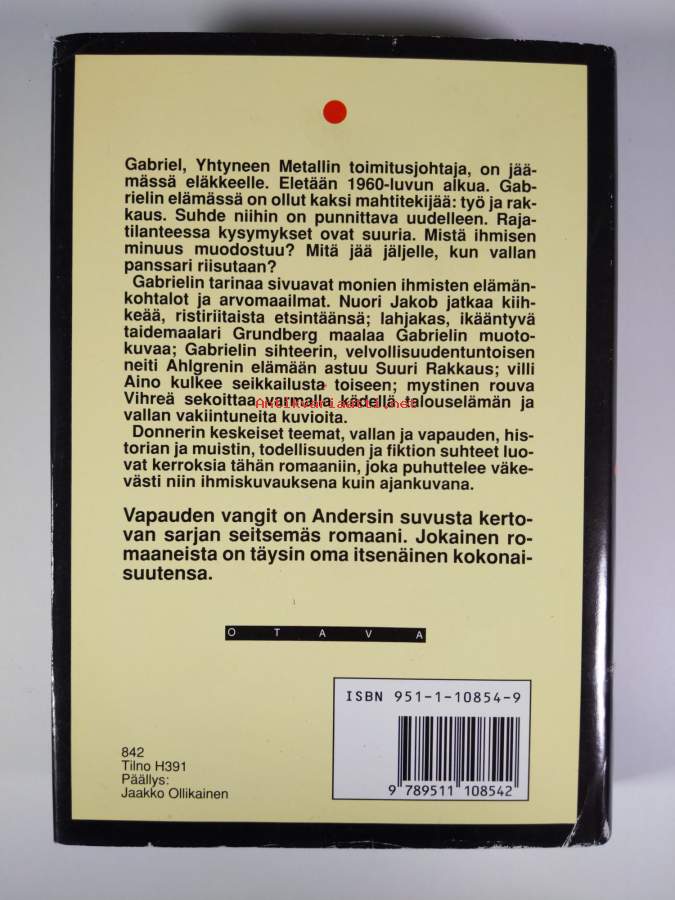 Gabriel, Yhtyneen Metallin toimitusjohtaja, on jää-
mässä eläkkeelle. Eletään 1960-luvun alkua. Gab-
rielin elämässä on ollut kaksi mahtitekijää: työ ja rak-
kaus. Suhde niihin on punnittava uudelleen. Raja-
tilanteessa kysymykset ovat suuria. Mistä ihmisen
minuus muodostuu? Mitä jää jäljelle, kun vallan
panssari riisutaan?
Gabrielin tarinaa sivuavat monien ihmisten elämän-
kohtalot ja arvomaailmat. Nuori Jakob jatkaa kiih-
keää, ristiriitaista etsintäänsä; lahjakas, ikääntyvä
taidemaalari Grundberg maalaa Gabrielin muoto-
kuvaa; Gabrielin sihteerin, velvollisuudentuntoisen
neiti Ahlgrenin elämään astuu Suuri Rakkaus; villi
Aino kulkee seikkailusta toiseen; mystinen rouva
Vihreä sekoittaa varmalla kädellä talouselämän ja
Antikvariaatti.net
vallan vakiintuneita kuvioita.
Donnerin keskeiset teemat, vallan ja vapauden, his-
torian ja muistin, todellisuuden ja fiktion suhteet luo-
vat kerroksia tähän romaaniin, joka puhuttelee väke-
västi niin ihmiskuvauksena kuin ajankuvana.
Vapauden vangit on Andersin suvusta kerto-
van sarjan seitsemäs romaani. Jokainen ro-
maaneista on täysin oma itsenäinen kokonai-
suutensa.
OTAVA
ISBN 951-1-10854-9
9 789511 108542
842
Tilno H391
Päällys:
Jaakko Ollikainen